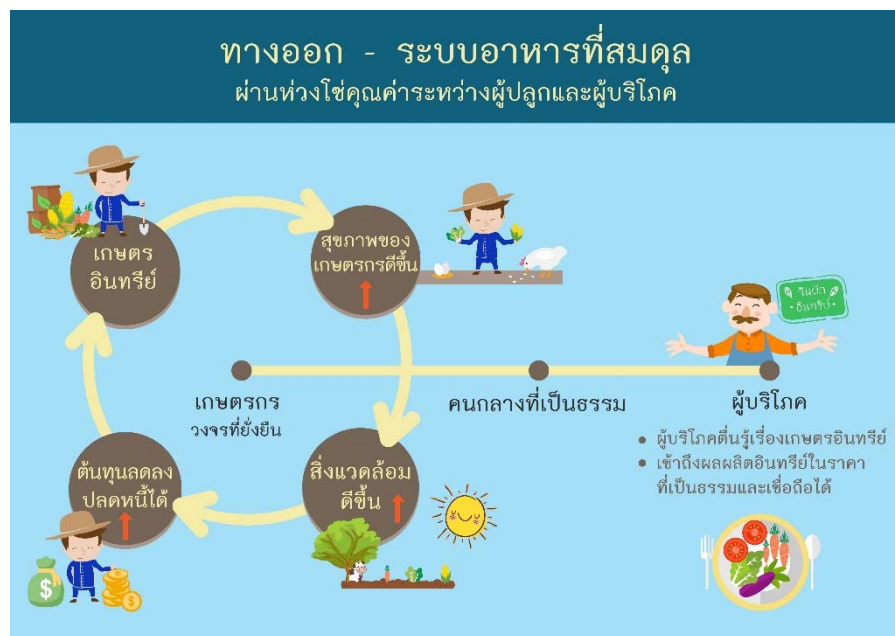 ทางออก - ระบบอาหารที่สมดุล
ผ่านห่วงโซ่คุณค่าระหว่างผู้ปลูกและผู้บริโภค
เกษตร
อินทรีย์
สุขภาพของ
เกษตรกรดีขึ้น
กินผัก
อินทรีย์
เกษตรกร
วงจรที่ยั่งยืน
คนกลางที่เป็นธรรม
ผู้บริโภค
• ผู้บริโภคตื่นรู้เรื่องเกษตรอินทรีย์
• เข้าถึงผลผลิตอินทรีย์ในราคา
ที่เป็นธรรมและเชื่อถือได้
ต้นทุนลดลง
ปลดหนี้ได้
สิ่งแวดล้อม
ดีขึ้น
$
$